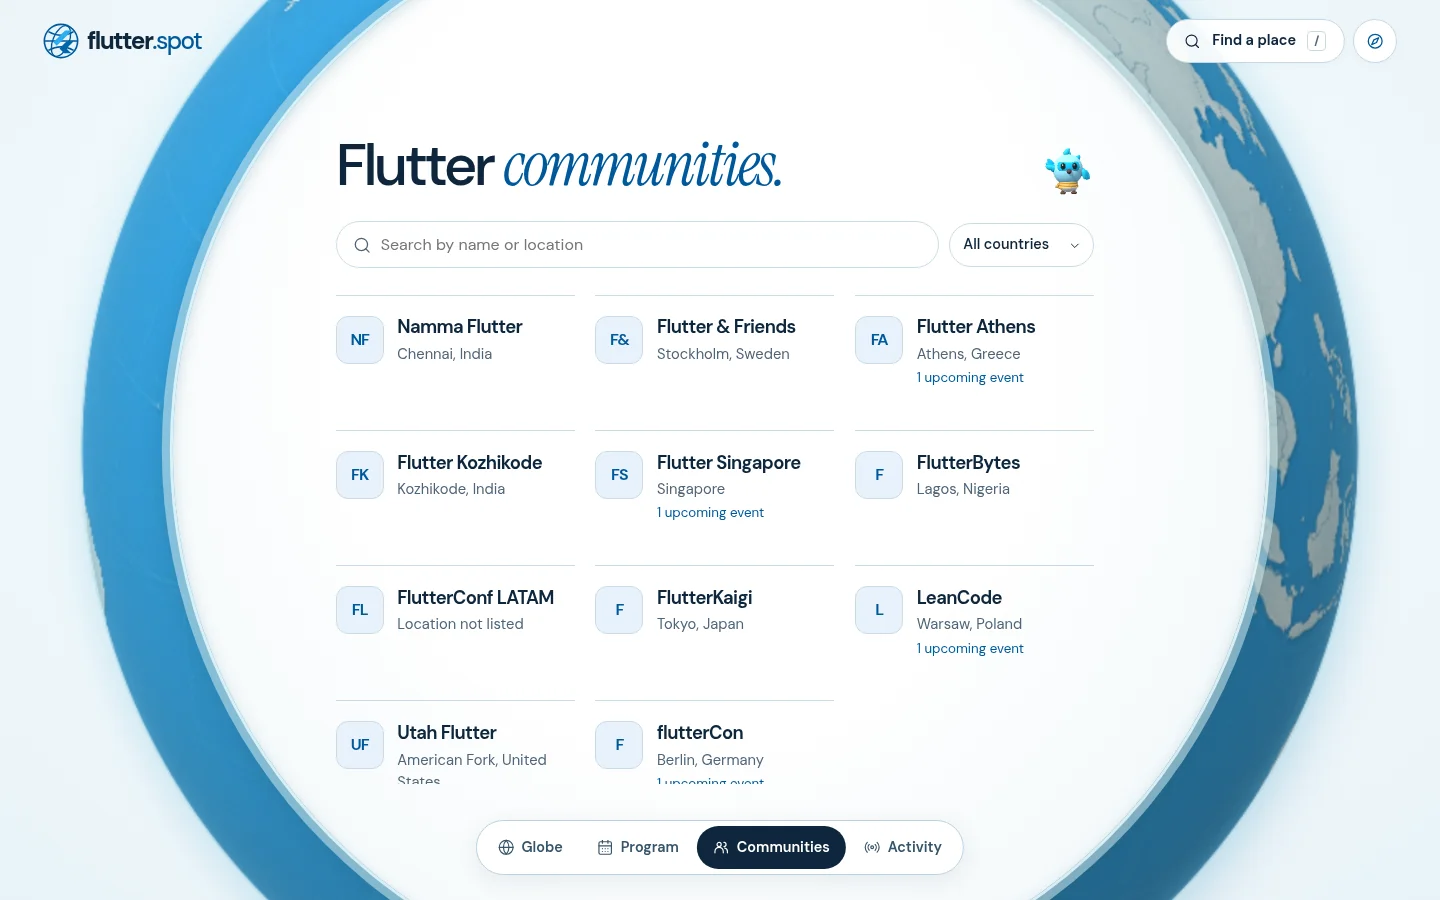 flutter.spot
Find a place /
Flutter communities.
Search by name or location
All countries
NF
Namma Flutter
Chennai, India
F&
Flutter & Friends
Stockholm, Sweden
FA
Flutter Athens
Athens, Greece
1 upcoming event
FK
Flutter Kozhikode
Kozhikode, India
FS
Flutter Singapore
Singapore
1 upcoming event
F
FlutterBytes
Lagos, Nigeria
FL
FlutterConf LATAM
Location not listed
F
FlutterKaigi
Tokyo, Japan
L
LeanCode
Warsaw, Poland
1 upcoming event
UF
Utah Flutter
American Fork, United
States
F
flutterCon
Berlin, Germany
1 upcoming event
Globe
Program
Communities
Activity